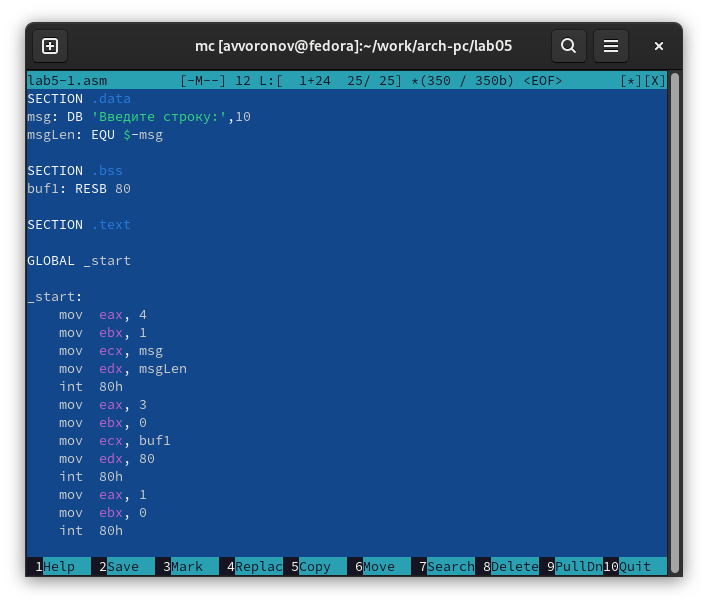 mc [avvoronov@fedora]:~/work/arch-pc/lab05
lab5-1.asm [-M--] 12 L:[ 1+24 25/ 25] *(350 / 350b) <EOF> [*][X]
SECTION .data
msg: DB 'Введите строку:',10
msgLen: EQU $-msg
SECTION .bss
buf1: RESB 80
SECTION .text
GLOBAL _start
_start:
mov eax, 4
mov ebx, 1
mov ecx, msg
mov edx, msgLen
int 80h
mov eax, 3
mov ebx, 0
mov ecx, buf1
mov edx, 80
int 80h
mov eax, 1
mov ebx, 0
int 80h
1Help 2Save 3Mark 4Replac 5Copy 6Move 7Search 8Delete 9PullDn 10Quit